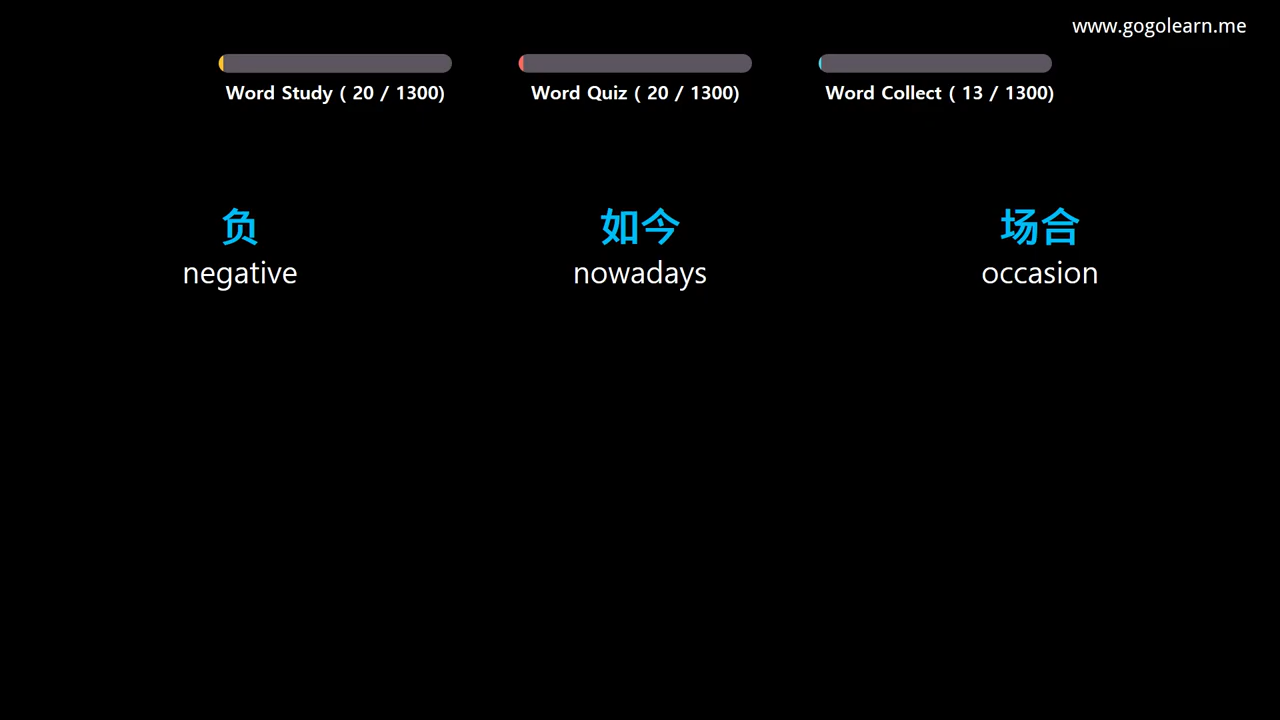 www.gogolearn.me
Word Study ( 20 / 1300)
Word Quiz ( 20 / 1300)
Word Collect ( 13 / 1300)
负
negative
如今
nowadays
场合
occasion